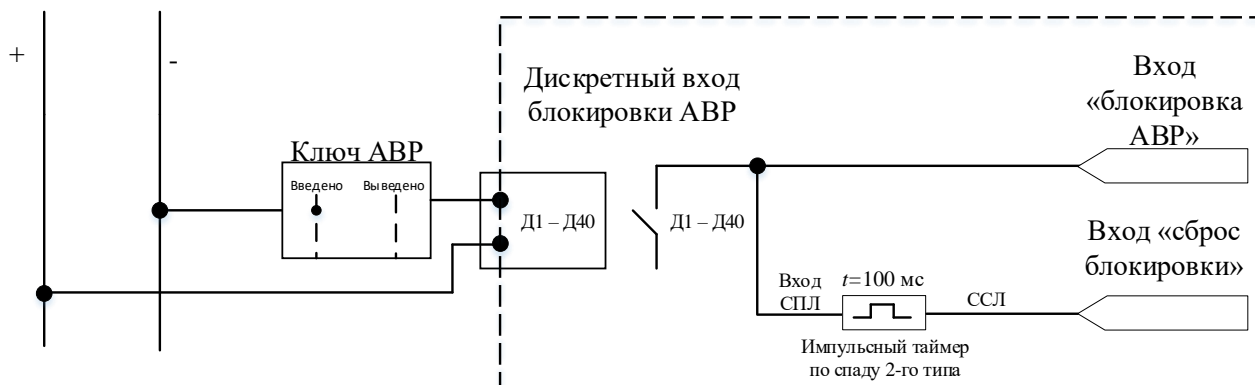 +
-
Дискретный вход
блокировки АВР
Вход
«блокировка
АВР»
Ключ АВР
Введено
Выведено
Д1 – Д40
Д1 – Д40
Вход «сброс
блокировки»
Вход
СПЛ
t=100 мс
ССЛ
Импульсный таймер
по спаду 2-го типа